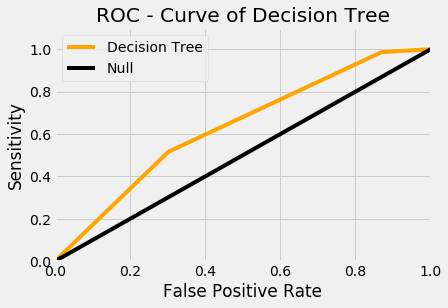 ROC - Curve of Decision Tree
Decision Tree
Null
Sensitivity
1.0
0.8
0.6
0.4
0.2
0.0
0.0 0.2 0.4 0.6 0.8 1.0
False Positive Rate